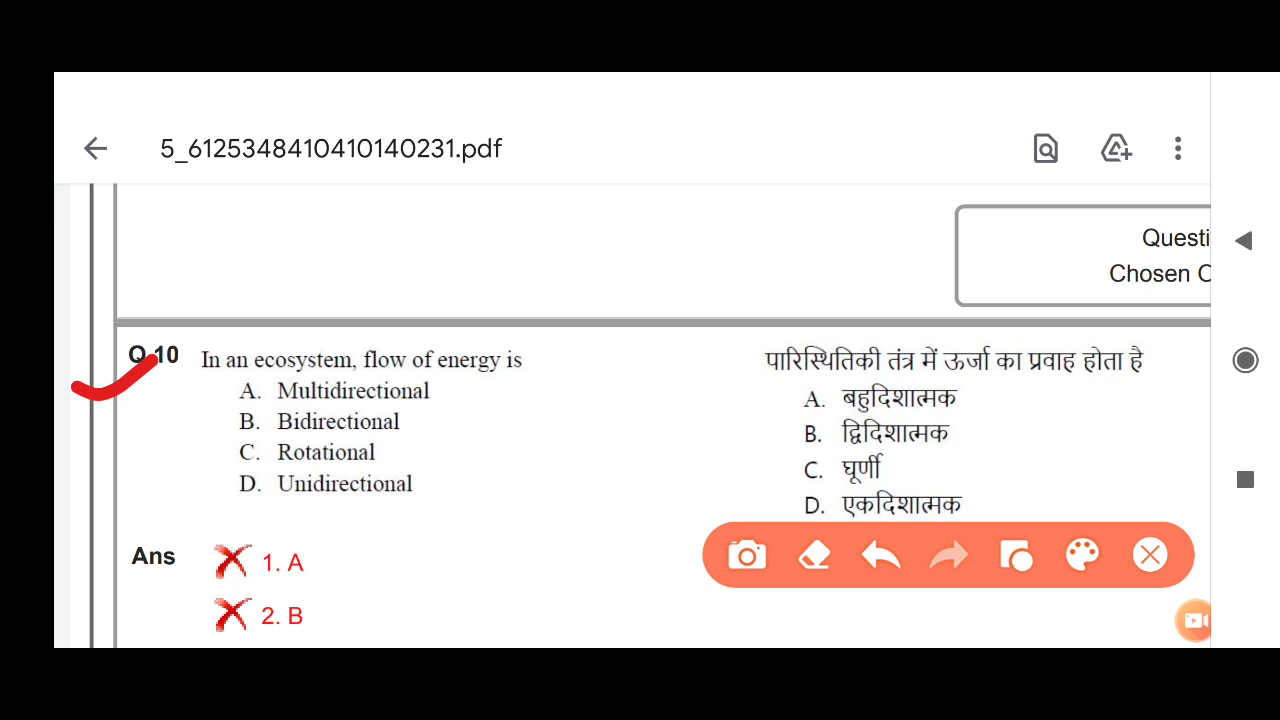 5_6125348410410140231.pdf
Questi
Chosen O
Q.10 In an ecosystem, flow of energy is
A. Multidirectional
B. Bidirectional
C. Rotational
D. Unidirectional
पारिस्थितिकी तंत्र में ऊर्जा का प्रवाह होता है
A. बहुदिशात्मक
B. द्विदिशात्मक
C. घूर्णी
D. एकदिशात्मक
Ans
1. A
2. B